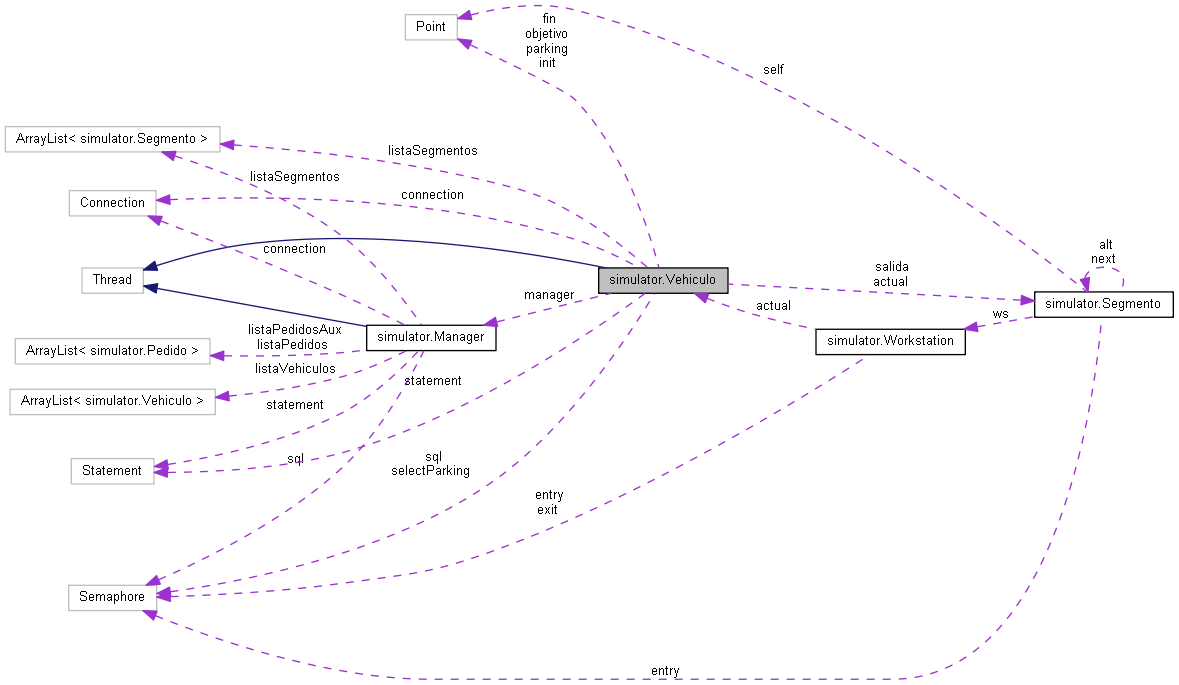 Point
fin
objetivo
parking
init
self
ArrayList< simulator.Segmento >
listaSegmentos
listaSegmentos
Connection
connection
connection
Thread
simulator.Vehiculo
salida
actual
alt
next
manager
actual
simulator.Segmento
ws
listaPedidosAux
listaPedidos
simulator.Manager
simulator.Workstation
ArrayList< simulator.Pedido >
listaVehiculos
statement
ArrayList< simulator.Vehiculo >
statement
Statement
sql
sql
selectParking
entry
exit
Semaphore
entry